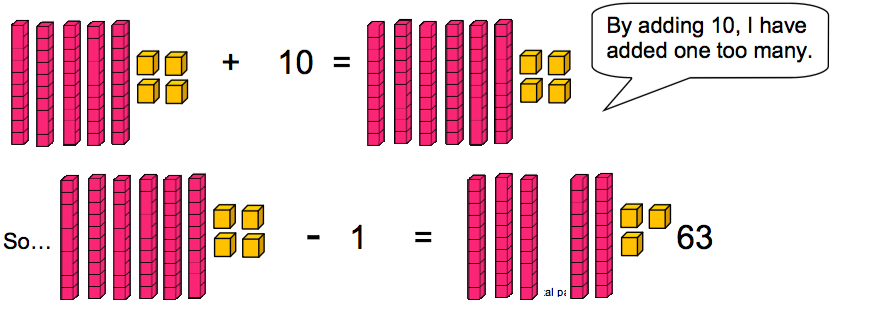 + 10 =
By adding 10, I have
added one too many.
So... - 1 = 63